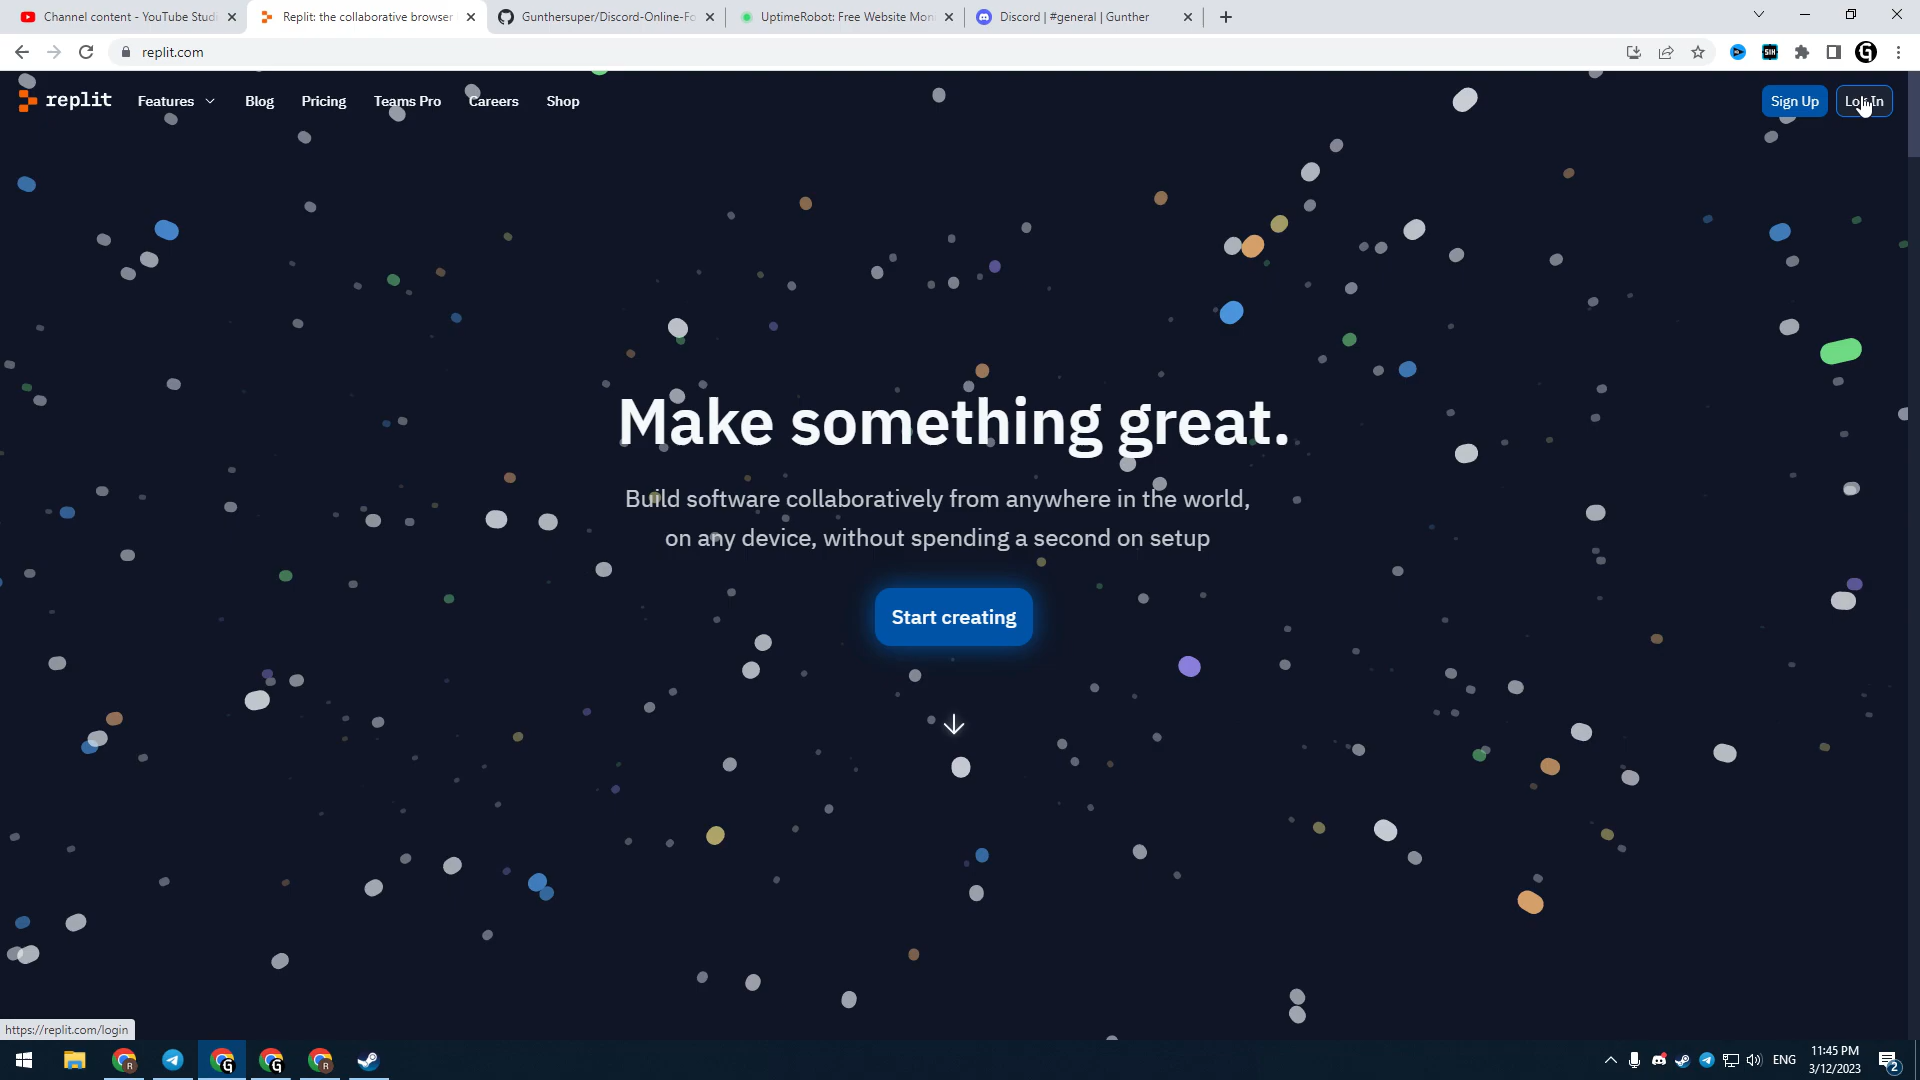 Channel content - YouTube Studi
Replit: the collaborative browser
Gunthersuper/Discord-Online-Fo
UptimeRobot: Free Website Mon
Discord | #general | Gunther
replit.com
replit
Features
Blog
Pricing
Teams Pro
Careers
Shop
Sign Up
Log In
Make something great.
Build software collaboratively from anywhere in the world,
on any device, without spending a second on setup
Start creating
https://replit.com/login
ENG
11:45 PM
3/12/2023
2